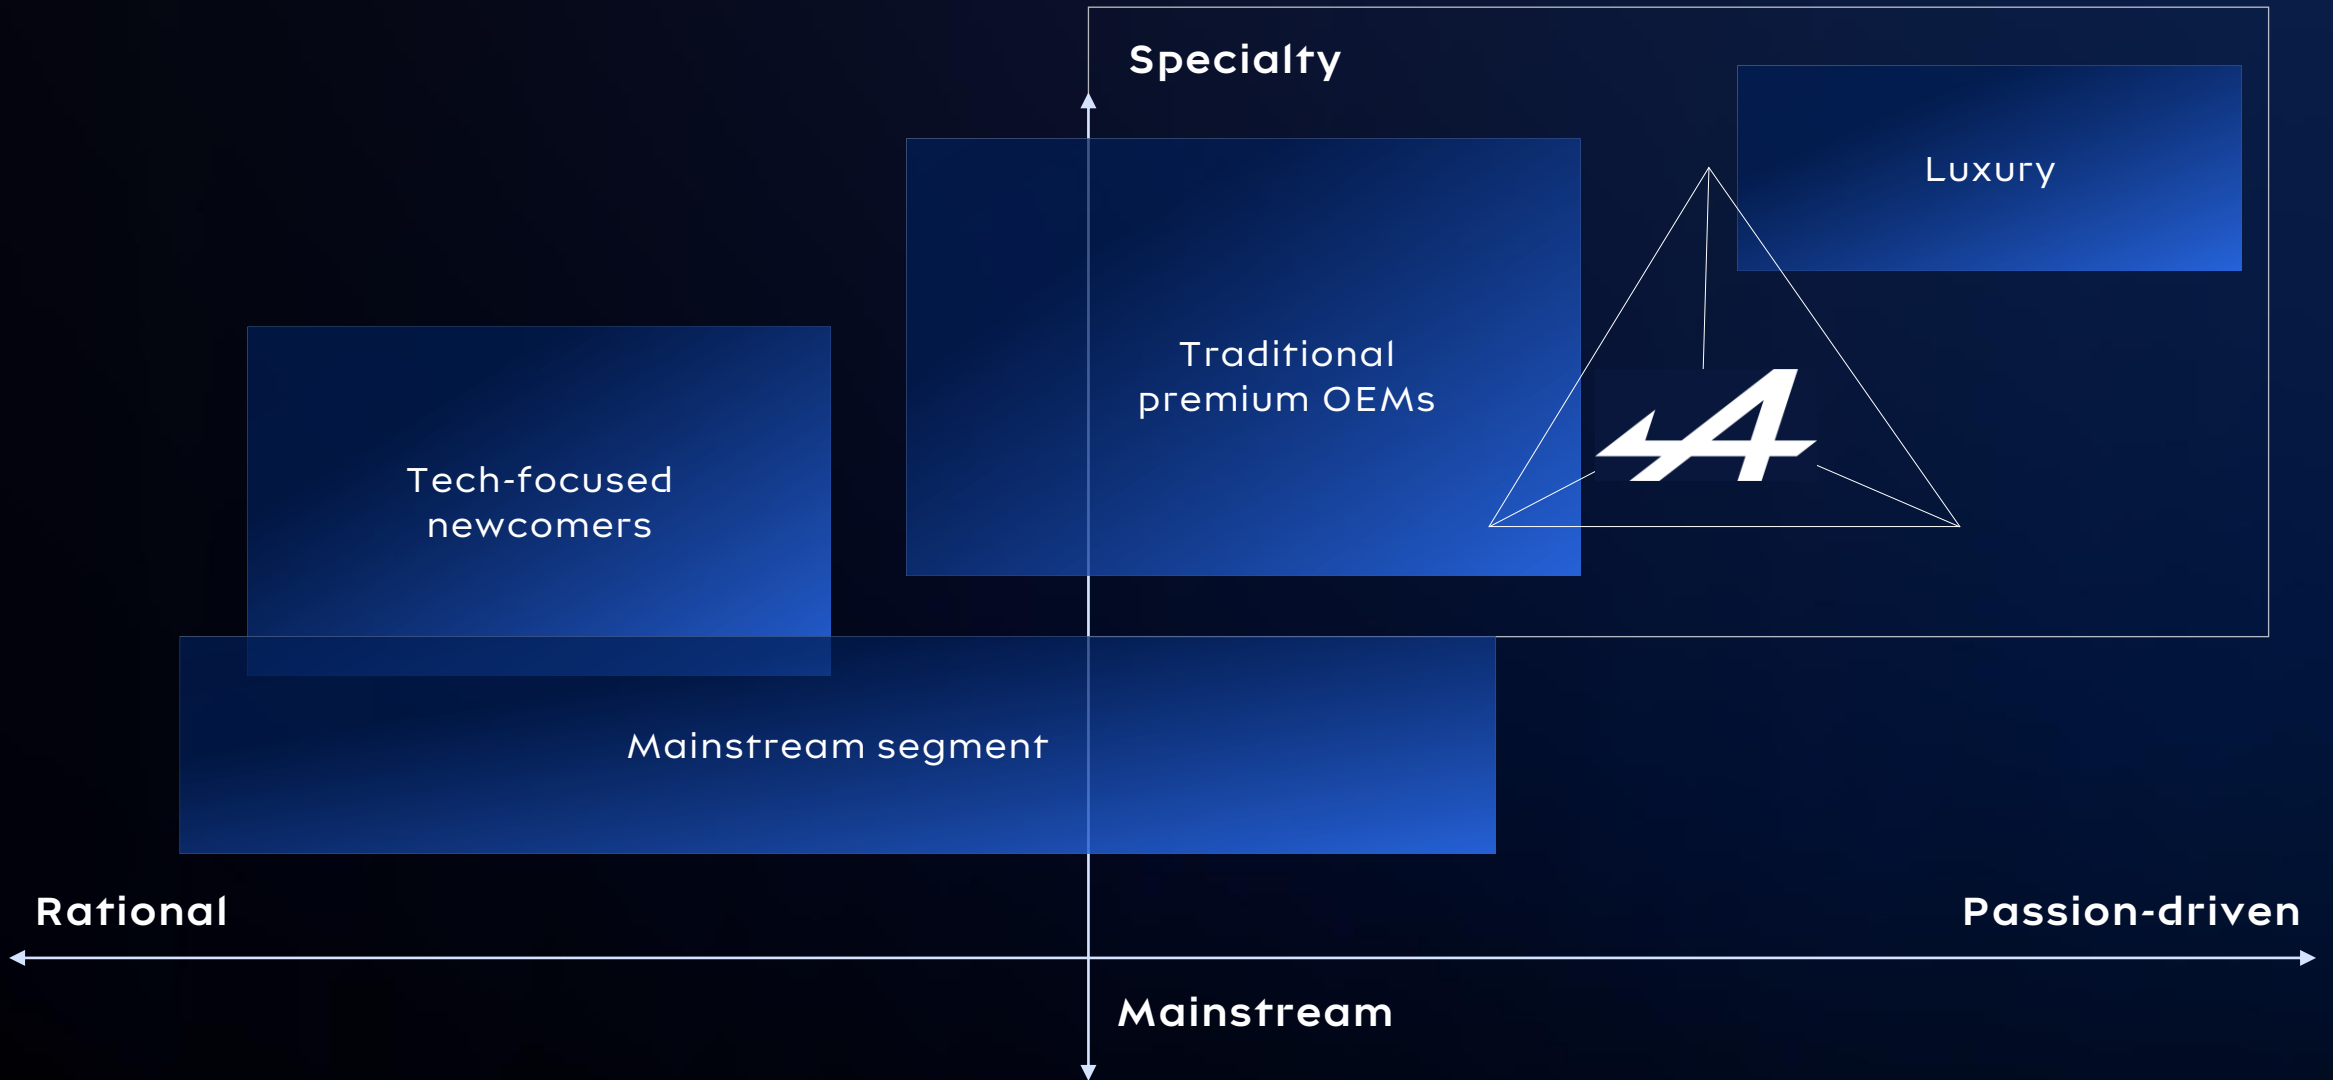 Specialty
Luxury
Traditional
premium OEMs
Tech-focused
newcomers
Mainstream segment
Rational
Passion-driven
Mainstream